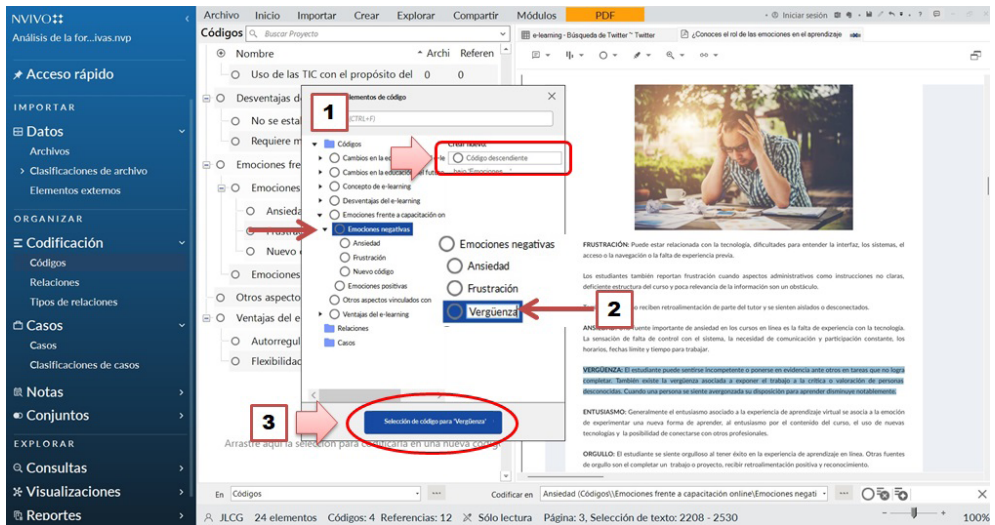 NVIVO
Análisis de la for...ivas.nvp
Acceso rápido
IMPORTAR
Datos
Archivos
Clasificaciones de archivo
Elementos externos
ORGANIZAR
Codificación
Códigos
Relaciones
Tipos de relaciones
Casos
Casos
Clasificaciones de casos
Notas
Conjuntos
EXPLORAR
Consultas
Visualizaciones
Reportes
Archivo Inicio Importar Crear Explorar Compartir Módulos PDF
Iniciar sesión
Códigos Buscar Proyecto
e-learning - Búsqueda de Twitter ~ Twitter
¿Conoces el rol de las emociones en el aprendizaje
Nombre Archi Referen
Uso de las TIC con el propósito del 0 0
Desventajas d
No se estal
Requiere m
Emociones fre
Emociones
Ansieda
Frustració
Nuevo
Emociones
Otros aspecto
Ventajas del e
Autorregul
Flexibilidac
Arrastre aquí la selección para codificarla en una nueva códig
1
lementos de código
(CTRL+F)
Códigos
Crear nuevo:
Código descendiente
Cambios en la ed
Cambios en la educación del futuro
bajo 'Emociones
Concepto de e-learning
Desventajas del e-learning
Emociones frente a capacitación on
Emociones negativas
Ansiedad
Frustración
Nuevo código
Emociones positivas
Otros aspectos vinculados con
Ventajas del e-learning
Relaciones
Casos
Emociones negativas
Ansiedad
Frustración
Vergüenza
2
3
Selección de código para 'Vergüenza'
FRUSTRACIÓN: Puede estar relacionada con la tecnología, dificultades para entender la interfaz, los sistemas, el
acceso o la navegación o la falta de experiencia previa.
Los estudiantes también reportan frustración cuando aspectos administrativos como instrucciones no claras,
deficiente estructura del curso y poca relevancia de la información son un obstáculo.
reciben retroalimentación de parte del tutor y se sienten aislados o desconectados.
uente importante de ansiedad en los cursos en línea es la falta de experiencia con la tecnología.
La sensación de falta de control con el sistema, la necesidad de comunicación y participación constante, los
horarios, fechas límite y tiempo para trabajar.
VERGÜENZA: El estudiante puede sentirse incompetente o ponerse en evidencia ante otros en tareas que no logra
completar. También existe la vergüenza asociada a exponer el trabajo a la crítica o valoración de personas
desconocidas. Cuando una persona se siente avergonzada su disposición para aprender disminuye notablemente.
ENTUSIASMO: Generalmente el entusiasmo asociado a la experiencia de aprendizaje virtual se asocia a la emoción
de experimentar una nueva forma de aprender, al entusiasmo por el contenido del curso, el uso de nuevas
tecnologías y la posibilidad de conectarse con otros profesionales.
ORGULLO: El estudiante se siente orgulloso al tener éxito en la experiencia de aprendizaje en línea. Otras fuentes
de orgullo son el completar un trabajo o proyecto, recibir retroalimentación positiva y reconocimiento.
En Códigos
Codificar en Ansiedad (Códigos\\Emociones frente a capacitación online\Emociones negati
JLCG 24 elementos Códigos: 4 Referencias: 12 Sólo lectura Página: 3, Selección de texto: 2208 - 2530 100%